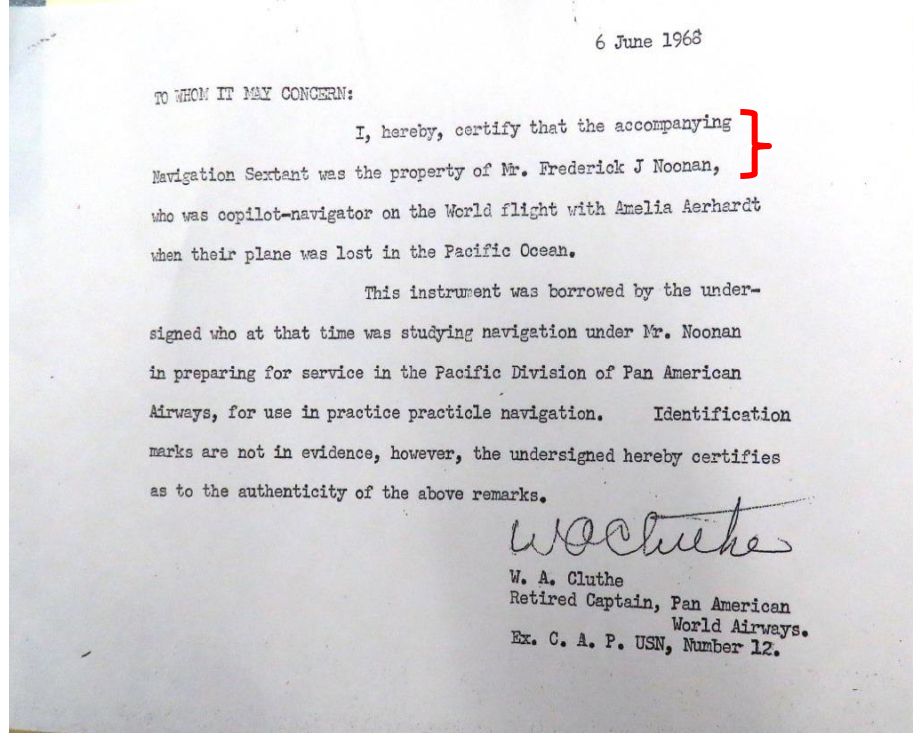 6 June 1968
TO WHOM IT MAY CONCERN:
I, hereby, certify that the accompanying
Navigation Sextant was the property of Mr. Frederick J Noonan,
who was copilot-navigator on the World flight with Amelia Aerhardt
when their plane was lost in the Pacific Ocean.
This instrument was borrowed by the under-
signed who at that time was studying navigation under Mr. Noonan
in preparing for service in the Pacific Division of Pan American
Airways, for use in practice practicle navigation. Identification
marks are not in evidence, however, the undersigned hereby certifies
as to the authenticity of the above remarks.
W A Cluthe
W. A. Cluthe
Retired Captain, Pan American
World Airways.
Ex. C. A. P. USN, Number 12.